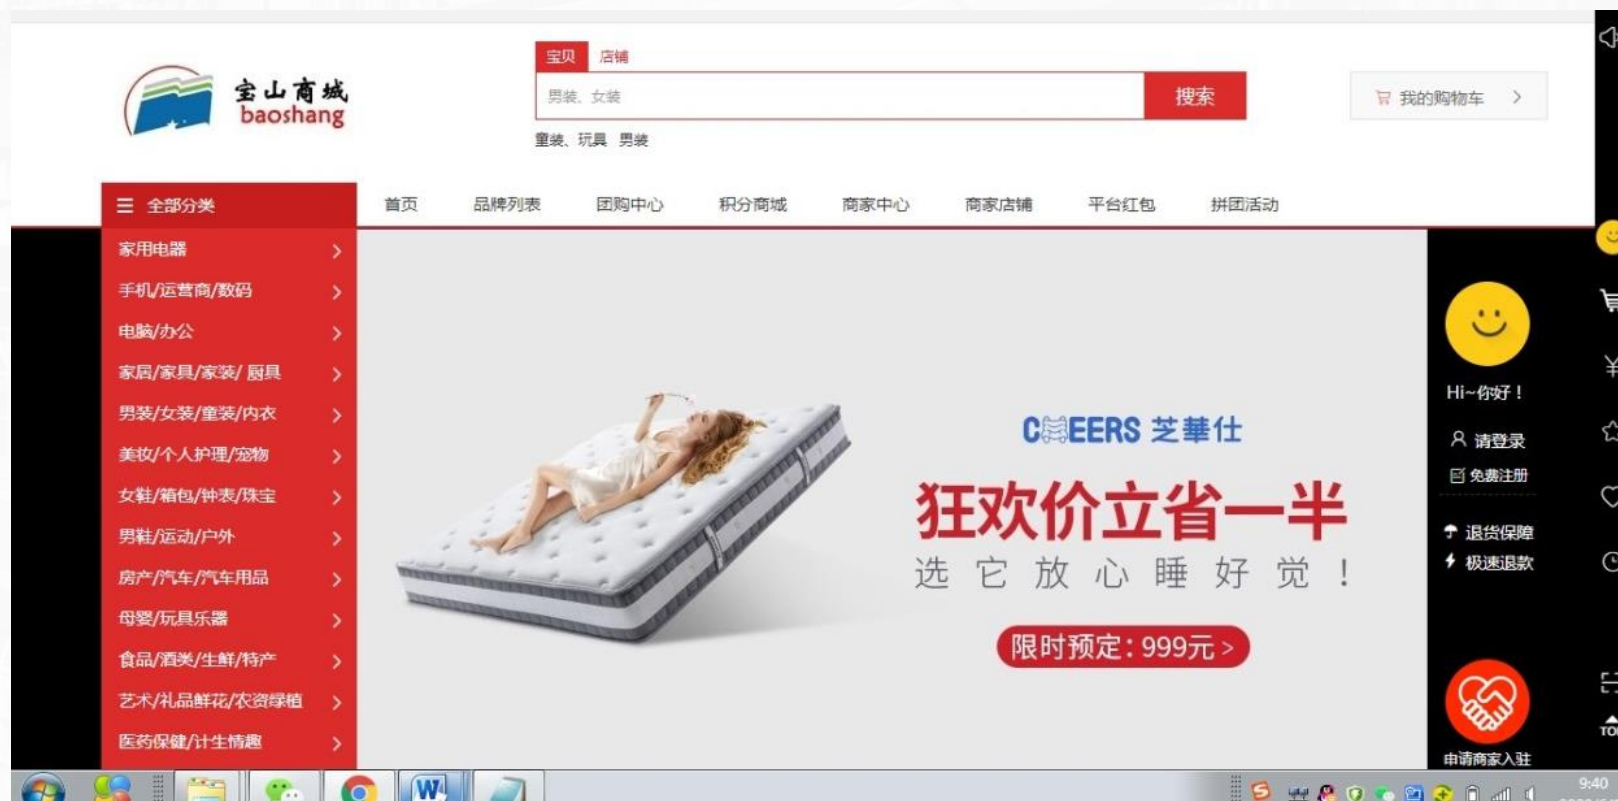 宝贝 店铺
宝山商城
baoshang
男装、女装
搜索
我的购物车
童装、玩具 男装
全部分类
首页 品牌列表 团购中心 积分商城 商家中心 商家店铺 平台红包 拼团活动
家用电器
手机/运营商/数码
电脑/办公
家居/家具/家装/ 厨具
男装/女装/童装/内衣
美妆/个人护理/宠物
女鞋/箱包/钟表/珠宝
男鞋/运动/户外
房产/汽车/汽车用品
母婴/玩具乐器
食品/酒类/生鲜/特产
艺术/礼品鲜花/农资绿植
医药保健/计生情趣
CHEERS 芝華仕
狂欢价立省一半
选它放心睡好觉！
限时预定：999元 >
Hi~你好！
请登录
免费注册
退货保障
极速退款
申请商家入驻
9:40